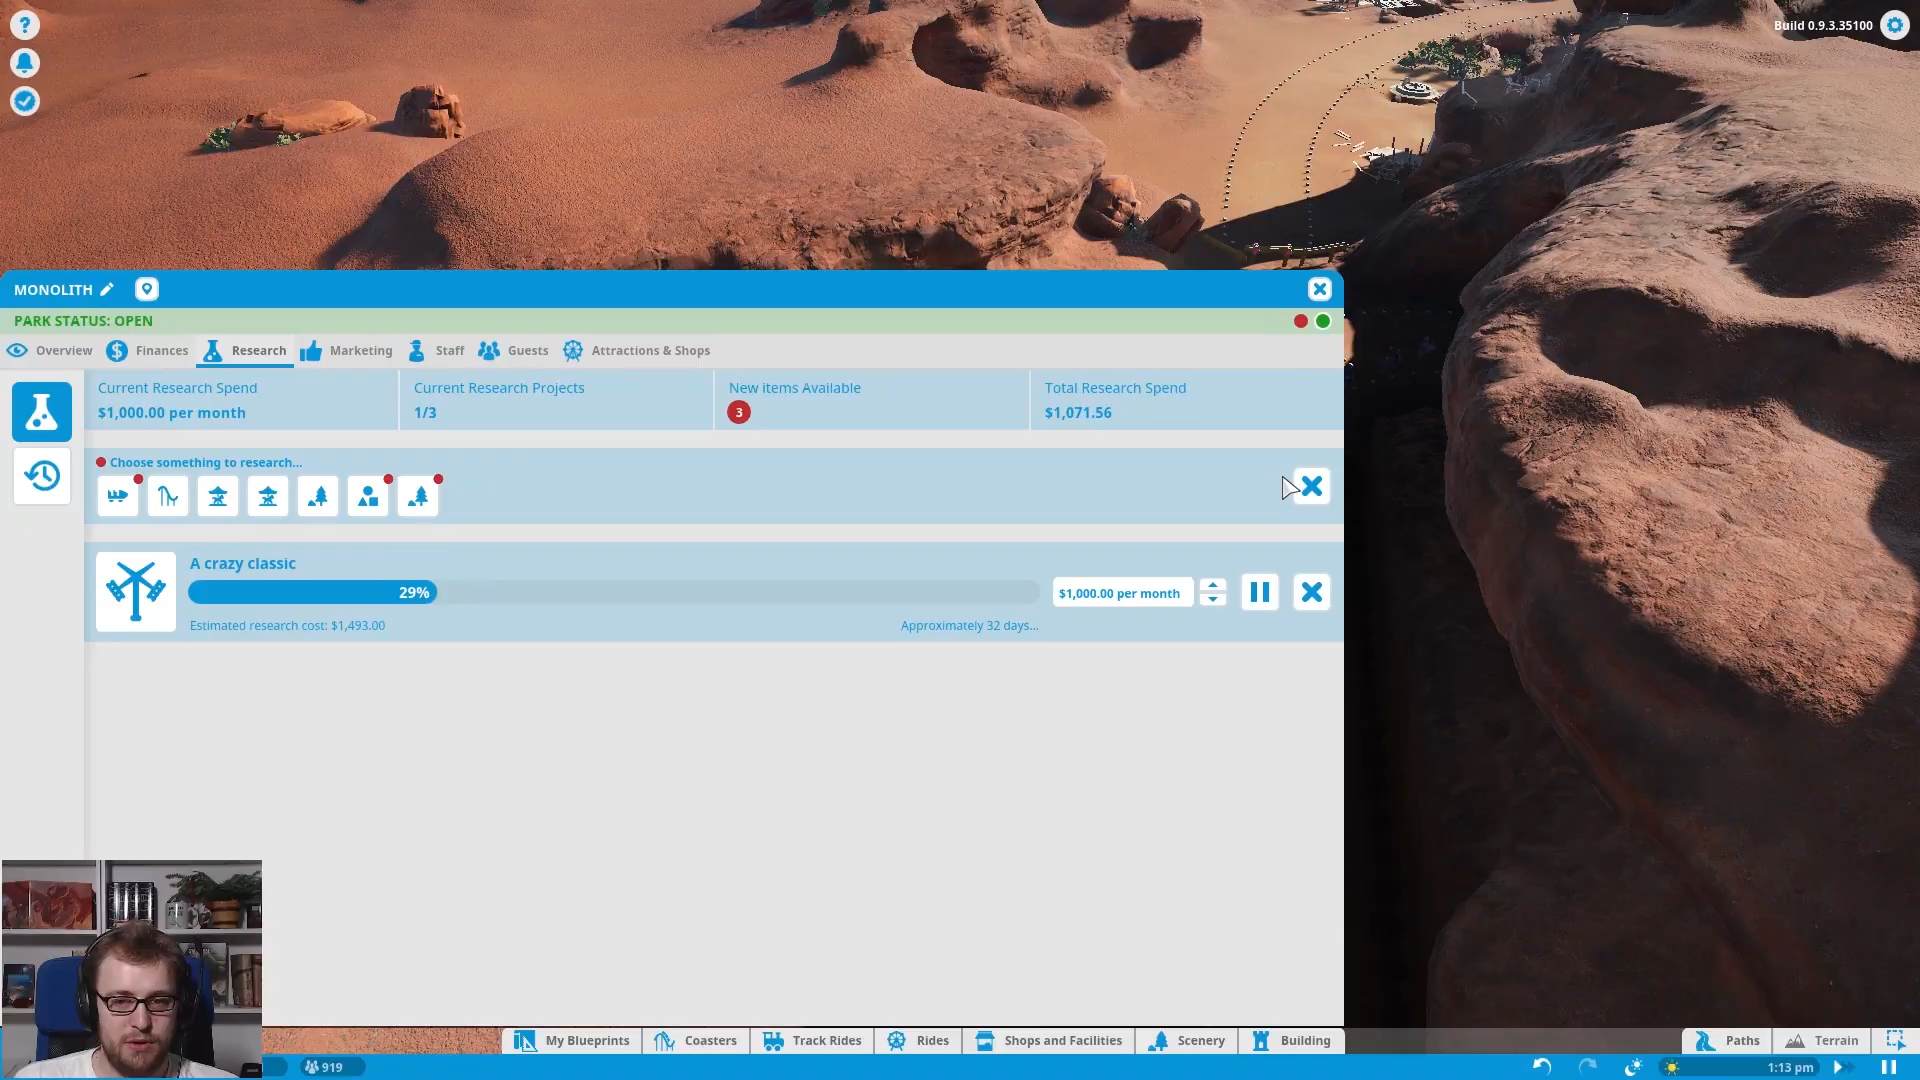 ?
Build 0.9.3.35100
MONOLITH
PARK STATUS: OPEN
Overview
Finances
Research
Marketing
Staff
Guests
Attractions & Shops
Current Research Spend
$1,000.00 per month
Current Research Projects
1/3
New items Available
3
Total Research Spend
$1,071.56
Choose something to research...
A crazy classic
29%
$1,000.00 per month
Estimated research cost: $1,493.00
Approximately 32 days...
My Blueprints
Coasters
Track Rides
Rides
Shops and Facilities
Scenery
Building
Paths
Terrain
919
1:13 pm